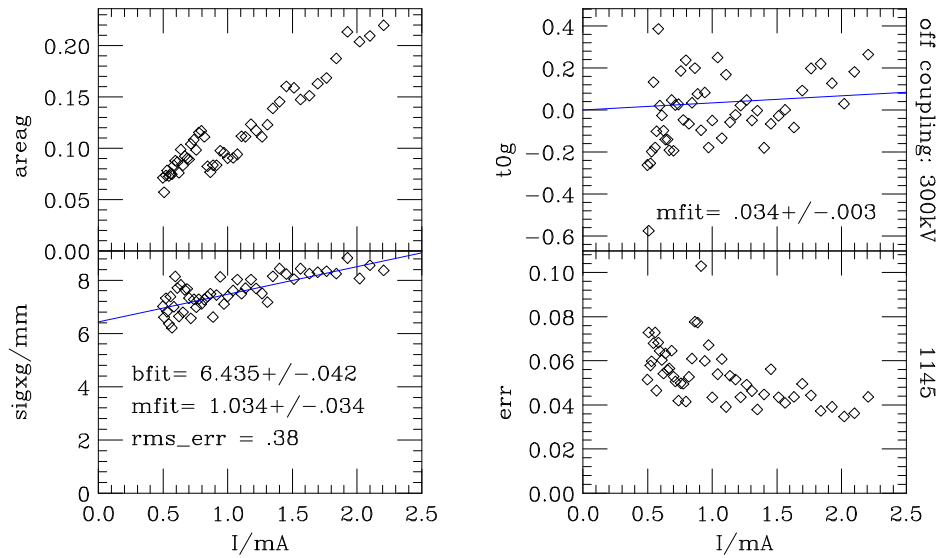 0.20
0.15
0.10
0.05
0.00
areag
0.4
0.2
0.0
-0.2
-0.4
-0.6
t0g
mfit= .034+/-.003
off coupling: 300kV
8
6
4
2
0
sigxg/mm
bfit= 6.435+/-.042
mfit= 1.034+/-.034
rms_err = .38
0.0 0.5 1.0 1.5 2.0 2.5
I/mA
0.10
0.08
0.06
0.04
0.02
0.00
err
1145
0.0 0.5 1.0 1.5 2.0 2.5
I/mA